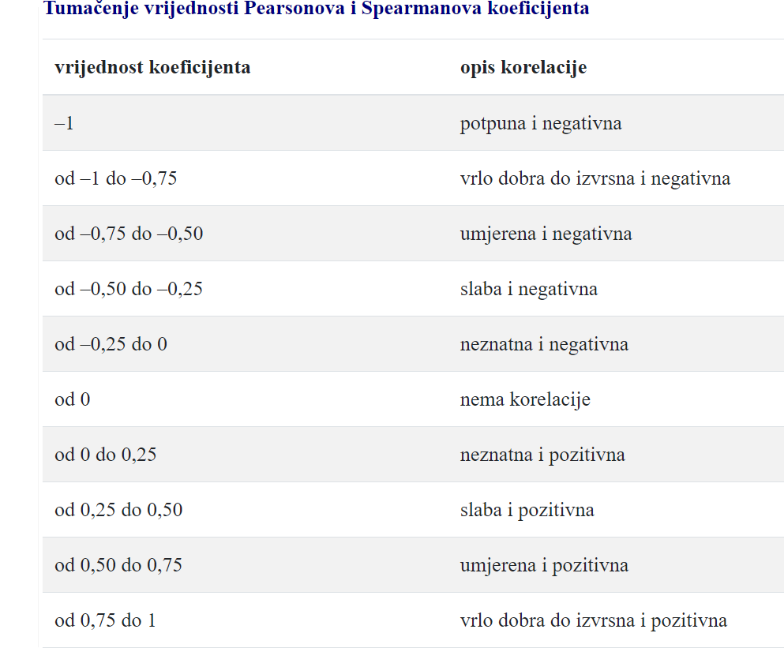 Tumačenje vrijednosti Pearsonova i Spearmanova koeficijenta
vrijednost koeficijenta opis korelacije
–1 potpuna i negativna
od –1 do –0,75 vrlo dobra do izvrsna i negativna
od –0,75 do –0,50 umjerena i negativna
od –0,50 do –0,25 slaba i negativna
od –0,25 do 0 neznatna i negativna
od 0 nema korelacije
od 0 do 0,25 neznatna i pozitivna
od 0,25 do 0,50 slaba i pozitivna
od 0,50 do 0,75 umjerena i pozitivna
od 0,75 do 1 vrlo dobra do izvrsna i pozitivna